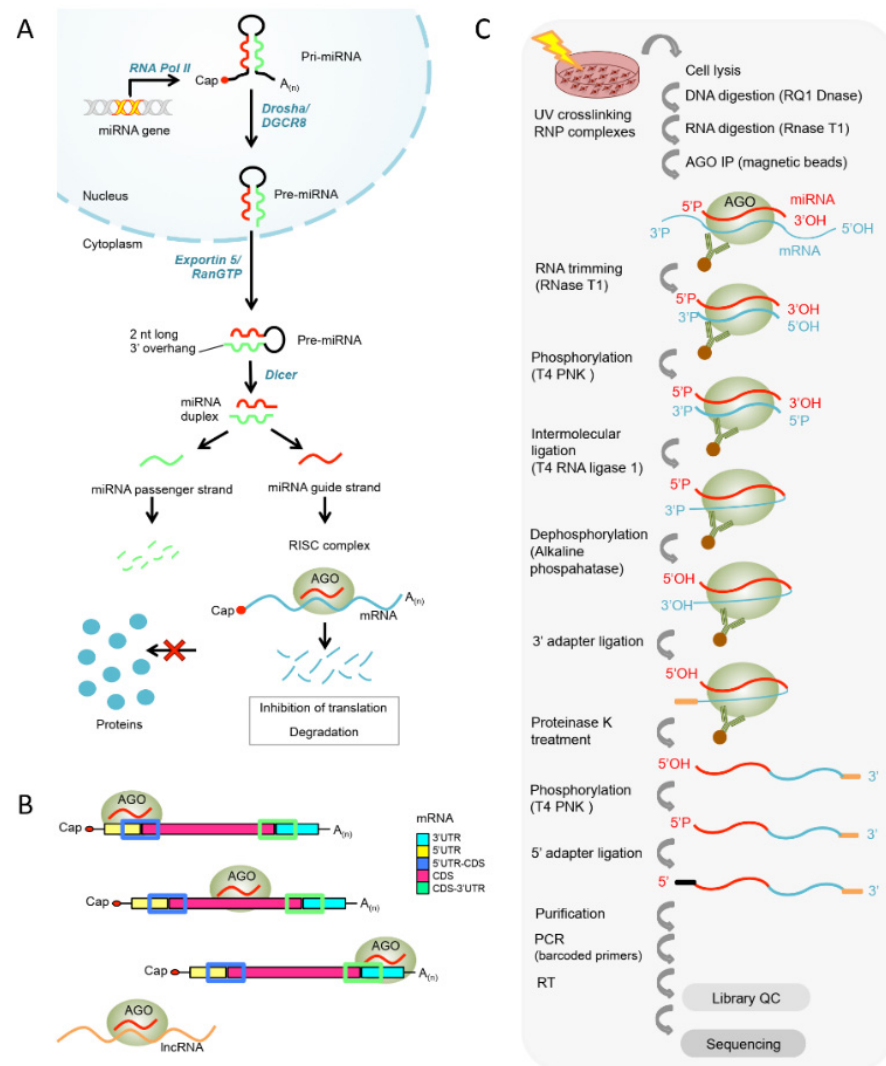 A
RNA Pol II
Cap
Pri-miRNA
A(n)
miRNA gene
Drosha/
DGCR8
Nucleus
Pre-miRNA
Cytoplasm
Exportin 5/
RanGTP
2 nt long
3' overhang
Pre-miRNA
Dicer
miRNA
duplex
miRNA passenger strand
miRNA guide strand
RISC complex
AGO
Cap
A(n)
mRNA
Proteins
Inhibition of translation
Degradation
B
AGO
Cap
A(n)
mRNA
3'UTR
5'UTR
5'UTR-CDS
CDS
CDS-3'UTR
AGO
Cap
A(n)
AGO
Cap
A(n)
AGO
lncRNA
C
UV crosslinking
RNP complexes
Cell lysis
DNA digestion (RQ1 Dnase)
RNA digestion (Rnase T1)
AGO IP (magnetic beads)
AGO
5'P
miRNA
3'OH
3'P
5'OH
mRNA
RNA trimming
(RNase T1)
5'P
3'P
3'OH
5'OH
Phosphorylation
(T4 PNK )
5'P
3'P
3'OH
5'P
Intermolecular
ligation
(T4 RNA ligase 1)
5'P
3'P
Dephosphorylation
(Alkaline
phospahatase)
5'OH
3'OH
3' adapter ligation
5'OH
Proteinase K
treatment
5'OH
3'
Phosphorylation
(T4 PNK )
5'P
3'
5' adapter ligation
5'
3'
Purification
PCR
(barcoded primers)
RT
Library QC
Sequencing